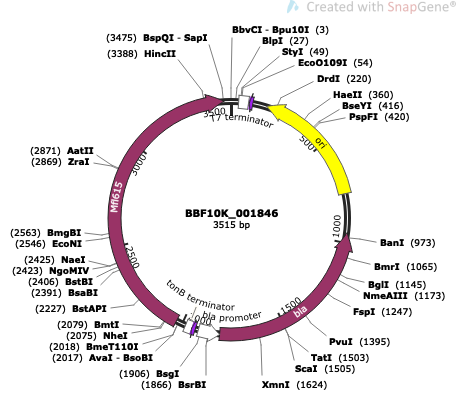 Created with SnapGene®
(3475) BspQI - SapI
(3388) HincII
BbvCI - Bpu10I (3)
BlpI (27)
StyI (49)
EcoO109I (54)
DrdI (220)
HaeII (360)
BseYI (416)
PspFI (420)
3500
T7 terminator
ori
500
(2871) AatII
(2869) ZraI
3000
Mfl615
BBF10K_001846
3515 bp
1000
BanI (973)
BmrI (1065)
BglI (1145)
NmeAIII (1173)
FspI (1247)
PvuI (1395)
TatI (1503)
ScaI (1505)
XmnI (1624)
(2563) BmgBI
(2546) EcoNI
2500
(2425) NaeI
(2423) NgoMIV
(2406) BstBI
(2391) BsaBI
(2227) BstAPI
(2079) BmtI
(2075) NheI
(2018) BmeT110I
(2017) AvaI - BsoBI
(1906) BsgI
(1866) BsrBI
tonB terminator
bla promoter
1500
bla